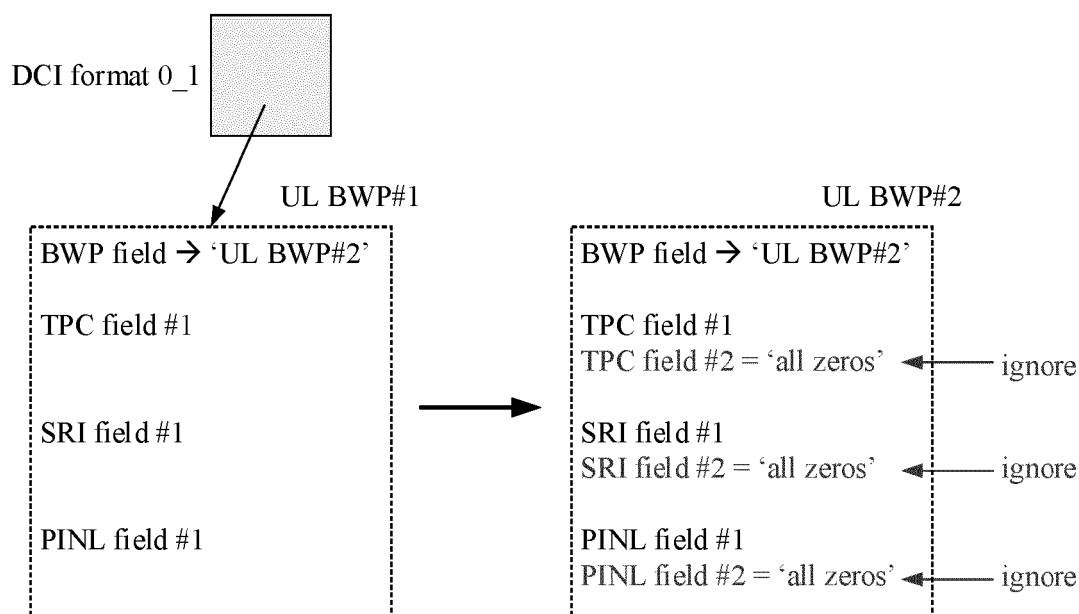 DCI format 0_1
UL BWP#1
BWP field → ‘UL BWP#2’
TPC field #1
SRI field #1
PINL field #1
UL BWP#2
BWP field → ‘UL BWP#2’
TPC field #1
TPC field #2 = ‘all zeros’
ignore
SRI field #1
SRI field #2 = ‘all zeros’
ignore
PINL field #1
PINL field #2 = ‘all zeros’
ignore